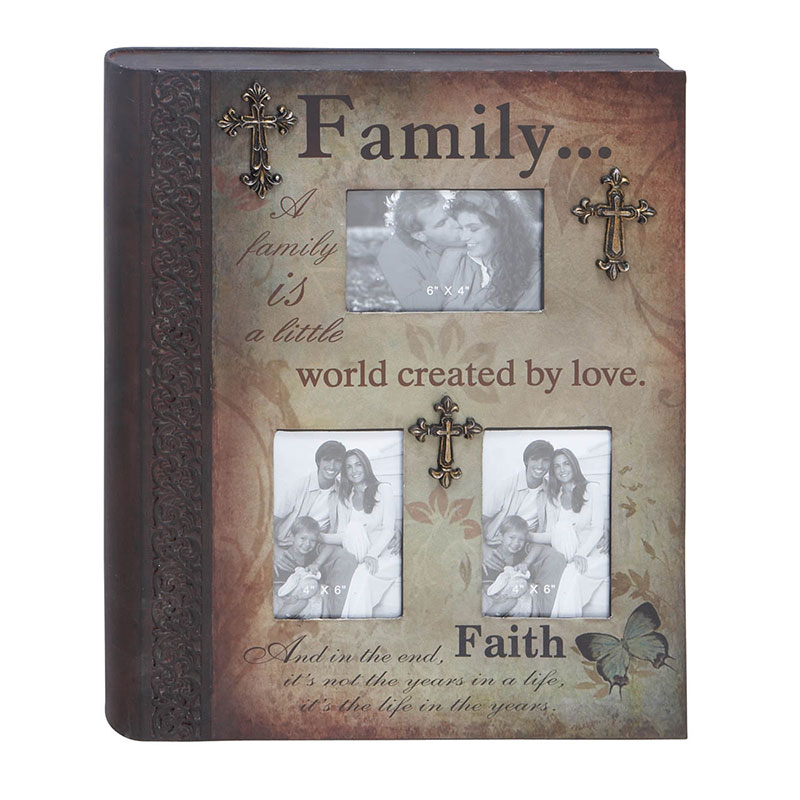 Family...
A
family
is
a little
6" X 4"
world created by love.
4" X 6"
4" X 6"
Faith
And in the end,
it's not the years in a life,
it's the life in the years.